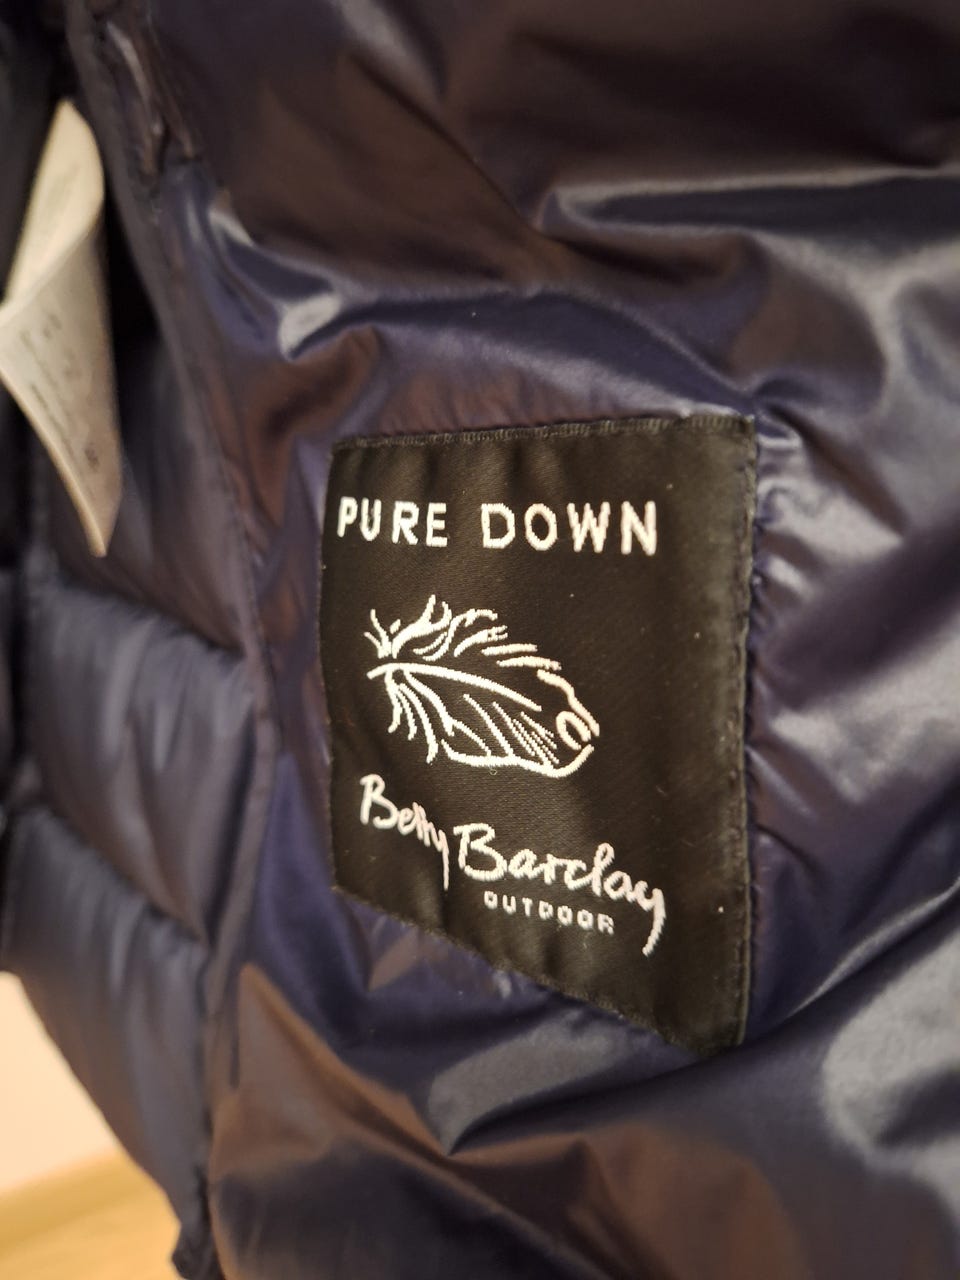 PURE DOWN
Betty Barclay
OUTDOOR